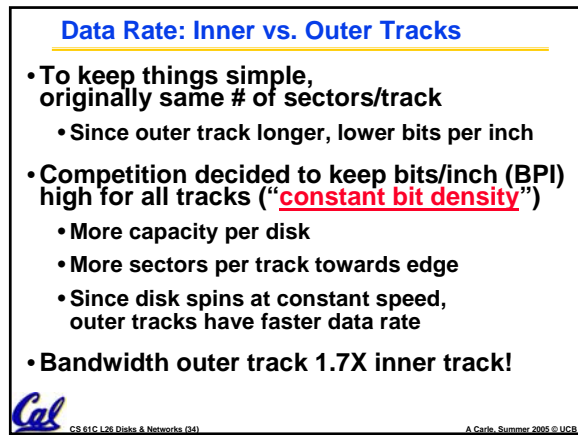 Data Rate: Inner vs. Outer Tracks
• To keep things simple,
originally same # of sectors/track
• Since outer track longer, lower bits per inch
• Competition decided to keep bits/inch (BPI)
high for all tracks (“constant bit density”)
• More capacity per disk
• More sectors per track towards edge
• Since disk spins at constant speed,
outer tracks have faster data rate
• Bandwidth outer track 1.7X inner track!
Cal
CS 61C L26 Disks & Networks (34)
A Carle, Summer 2005 © UCB